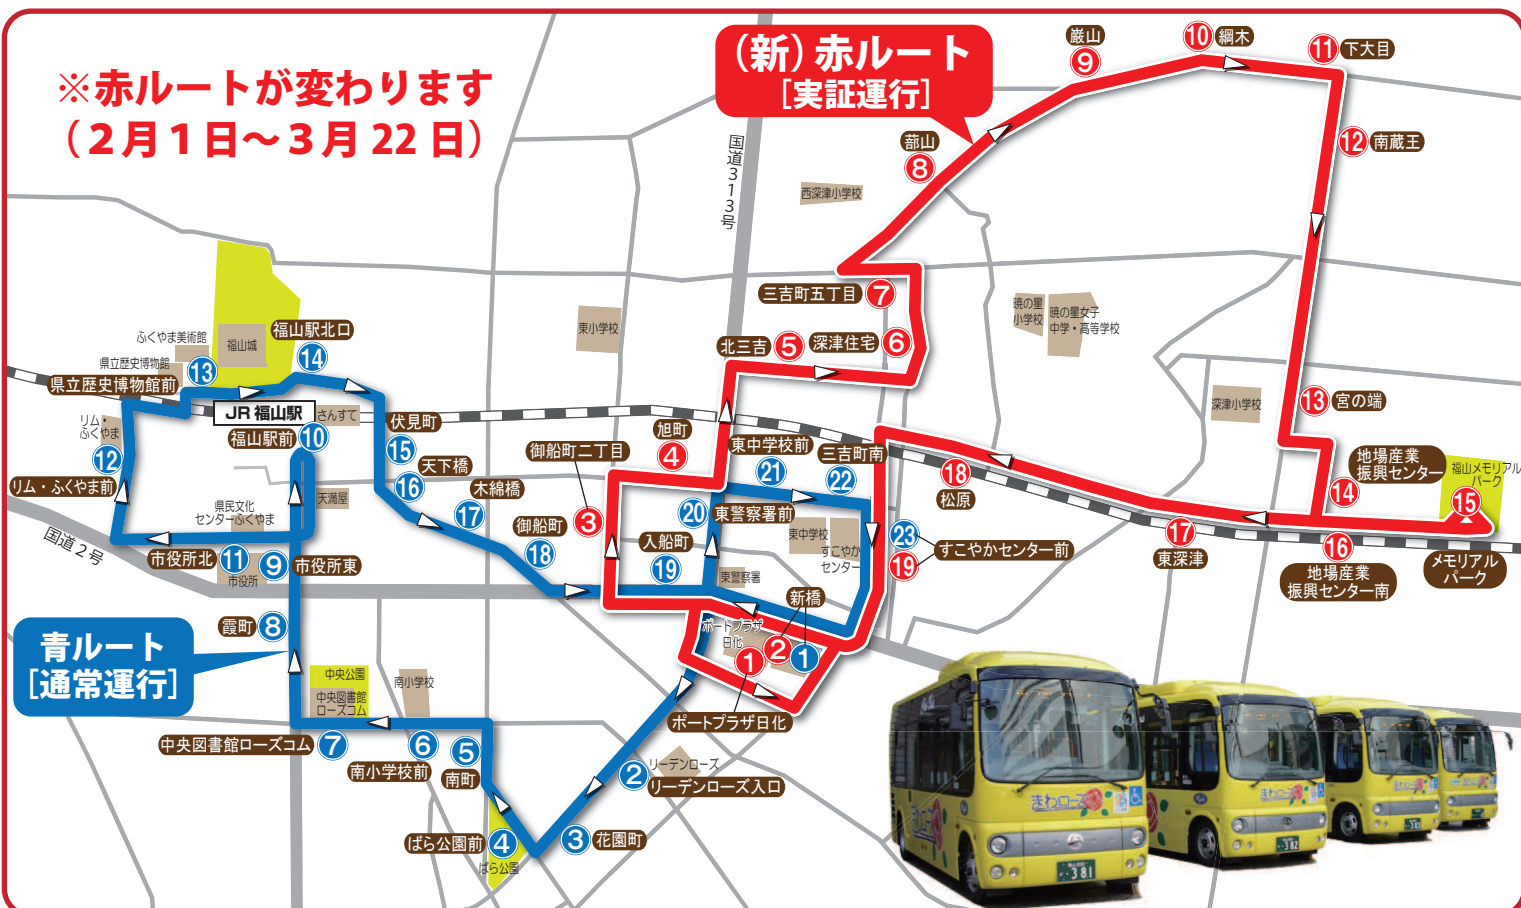 ※赤ルートが変わります
（2月1日～3月22日）
（新）赤ルート
［実証運行］
巌山
⑨
⑩
綱木
⑪
下大目
国道313号
蔀山
⑧
⑫
南蔵王
西深津小学校
三吉町五丁目
⑦
暁の星
小学校
暁の星女子
中学・高等学校
東小学校
北三吉
⑤
深津住宅
⑥
ふくやま美術館
福山城
福山駅北口
⑭
県立歴史博物館
⑬
県立歴史博物館前
JR 福山駅
さんすて
リム・
ふくやま
福山駅前
⑩
⑫
リム・ふくやま前
伏見町
⑮
天下橋
⑯
木綿橋
⑰
御船町
⑱
御船町二丁目
③
旭町
④
東中学校前
㉑
三吉町南
㉒
深津小学校
⑬
宮の端
地場産業
振興センター
⑭
福山メモリアル
パーク
⑮
⑱
松原
県民文化
センターふくやま
天満屋
国道2号
市役所北
⑪
⑨
市役所東
市役所
⑳
東警察署前
入船町
⑲
東警察署
東中学校
すこやか
センター
㉓
⑲
すこやかセンター前
⑰
東深津
⑯
地場産業
振興センター南
メモリアル
パーク
霞町
⑧
新橋
②
①
ポートプラザ
日化
①
ポートプラザ日化
青ルート
［通常運行］
中央公園
中央図書館
ローズコム
南小学校
中央図書館ローズコム
⑦
⑥
南小学校前
⑤
南町
リーデンローズ
②
リーデンローズ入口
③
花園町
ばら公園前
④
ばら公園
まわローズ
まわローズ
まわローズ
381
382